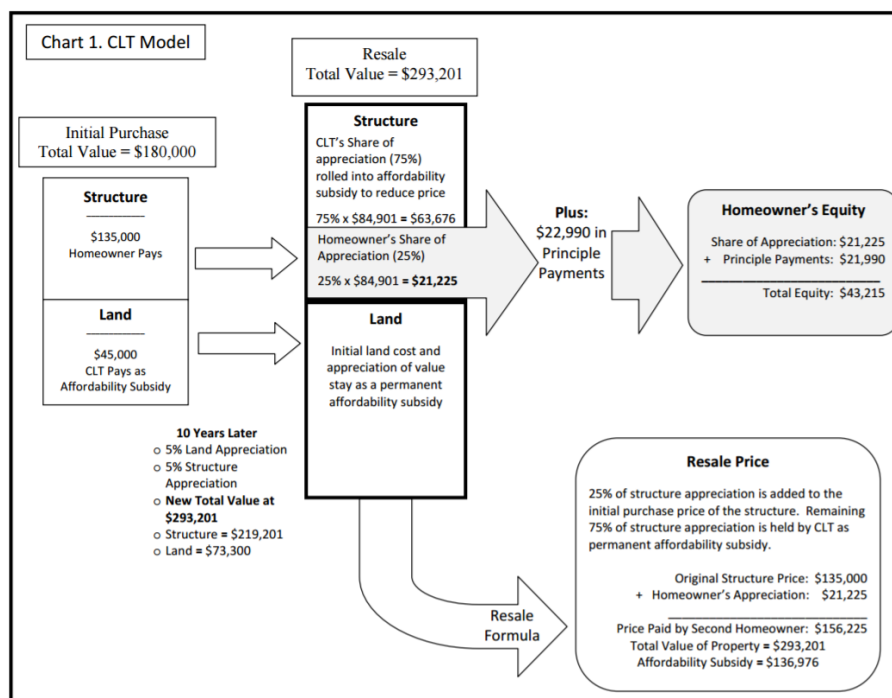 Chart 1. CLT Model
Resale
Total Value = $293,201
Initial Purchase
Total Value = $180,000
Structure
$135,000
Homeowner Pays
Land
$45,000
CLT Pays as
Affordability Subsidy
Structure
CLT's Share of
appreciation (75%)
rolled into affordability
subsidy to reduce price
75% x $84,901 = $63,676
Homeowner's Share of
Appreciation (25%)
25% x $84,901 = $21,225
Land
Initial land cost and
appreciation of value
stay as a permanent
affordability subsidy
Plus:
$22,990 in
Principle
Payments
Homeowner's Equity
Share of Appreciation: $21,225
+ Principle Payments: $21,990
Total Equity: $43,215
10 Years Later
o 5% Land Appreciation
o 5% Structure
Appreciation
o New Total Value at
$293,201
o Structure = $219,201
o Land = $73,300
Resale
Formula
Resale Price
25% of structure appreciation is added to the
initial purchase price of the structure. Remaining
75% of structure appreciation is held by CLT as
permanent affordability subsidy.
Original Structure Price: $135,000
+ Homeowner's Appreciation: $21,225
Price Paid by Second Homeowner: $156,225
Total Value of Property = $293,201
Affordability Subsidy = $136,976